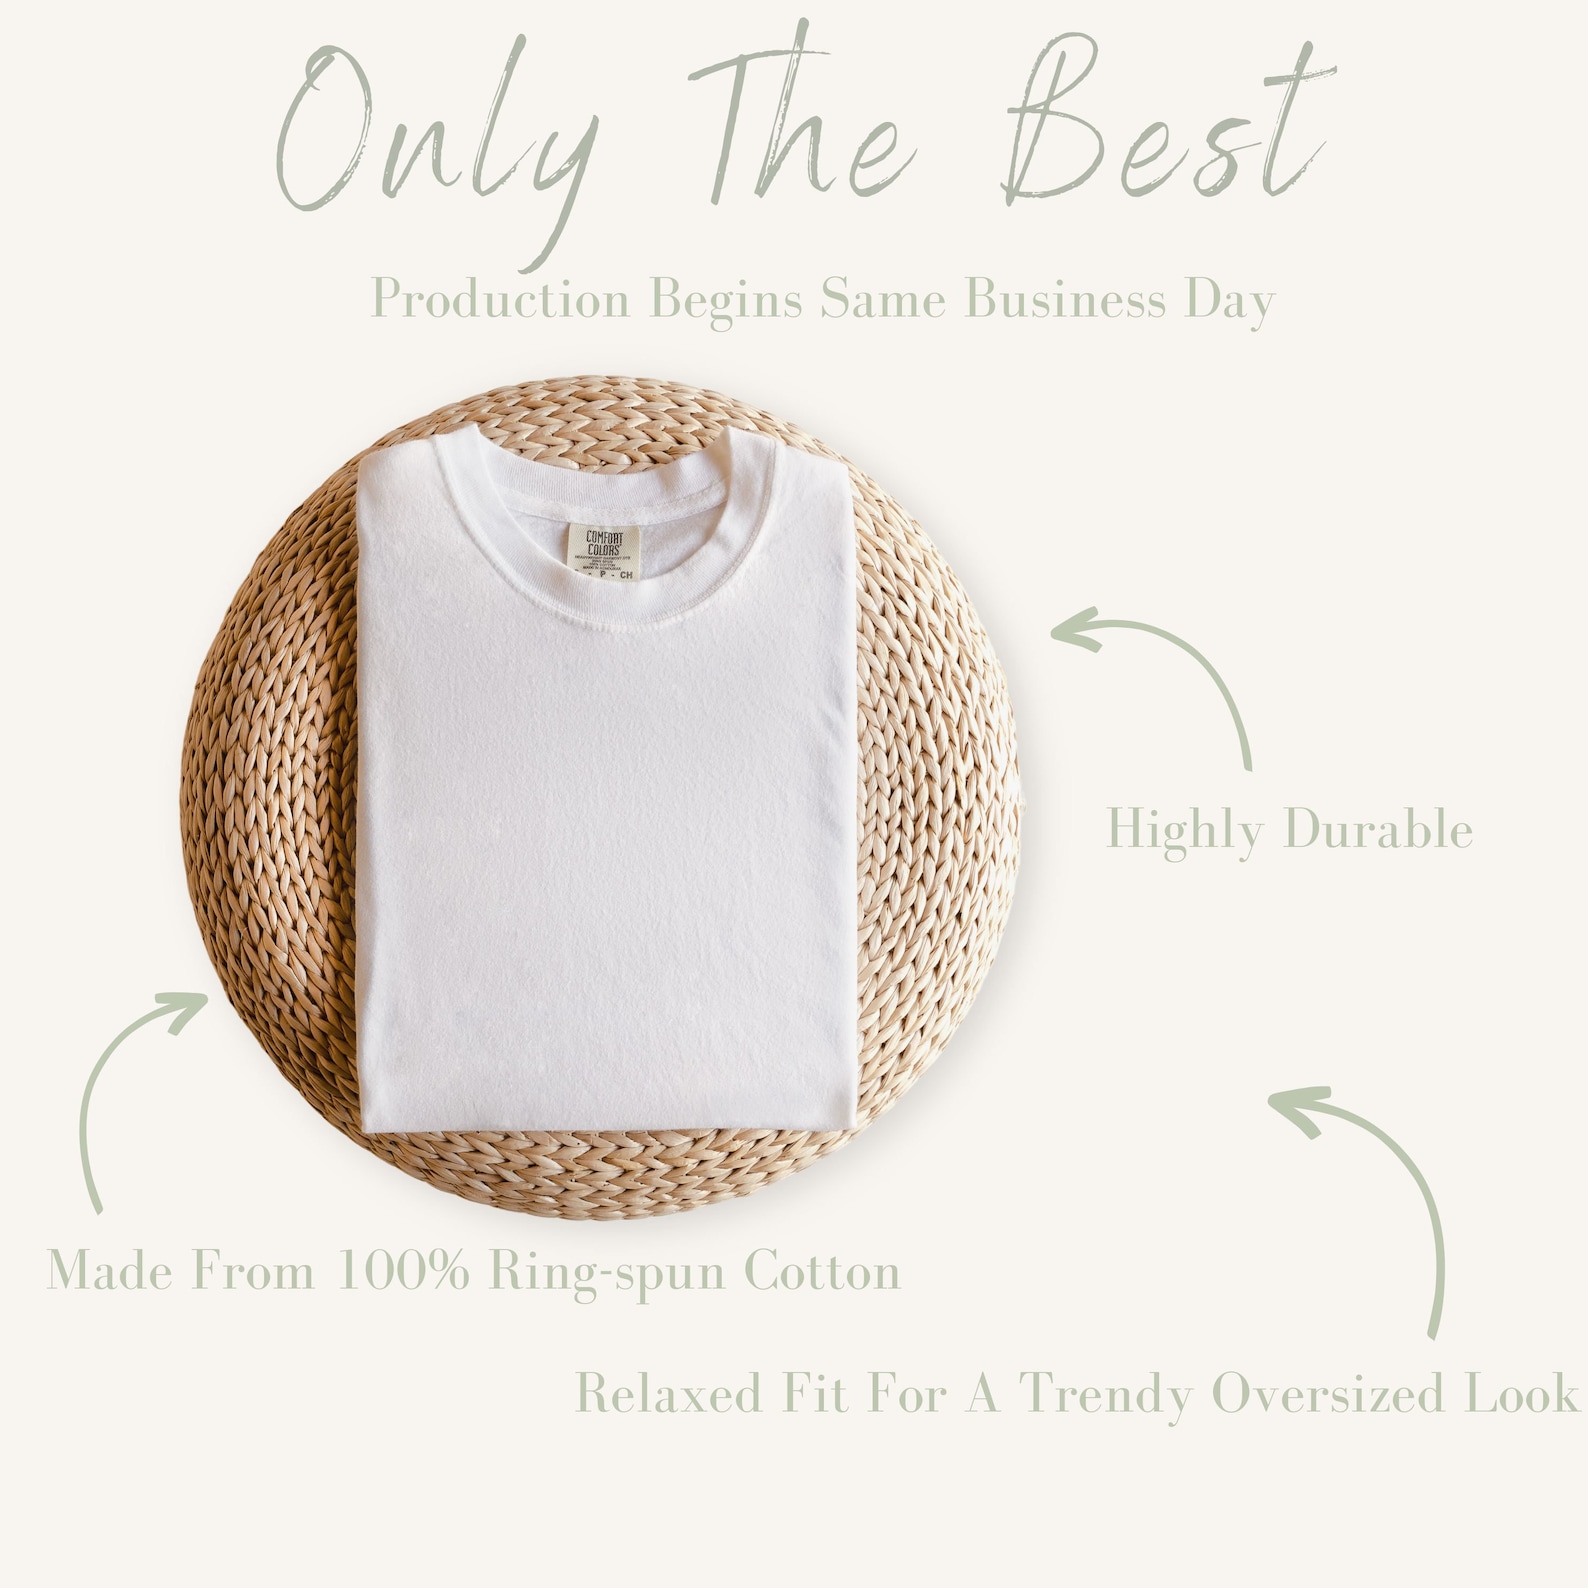 Only The Best
Production Begins Same Business Day
COMFORT
COLORS
P - CH
Highly Durable
Made From 100% Ring-spun Cotton
Relaxed Fit For A Trendy Oversized Look